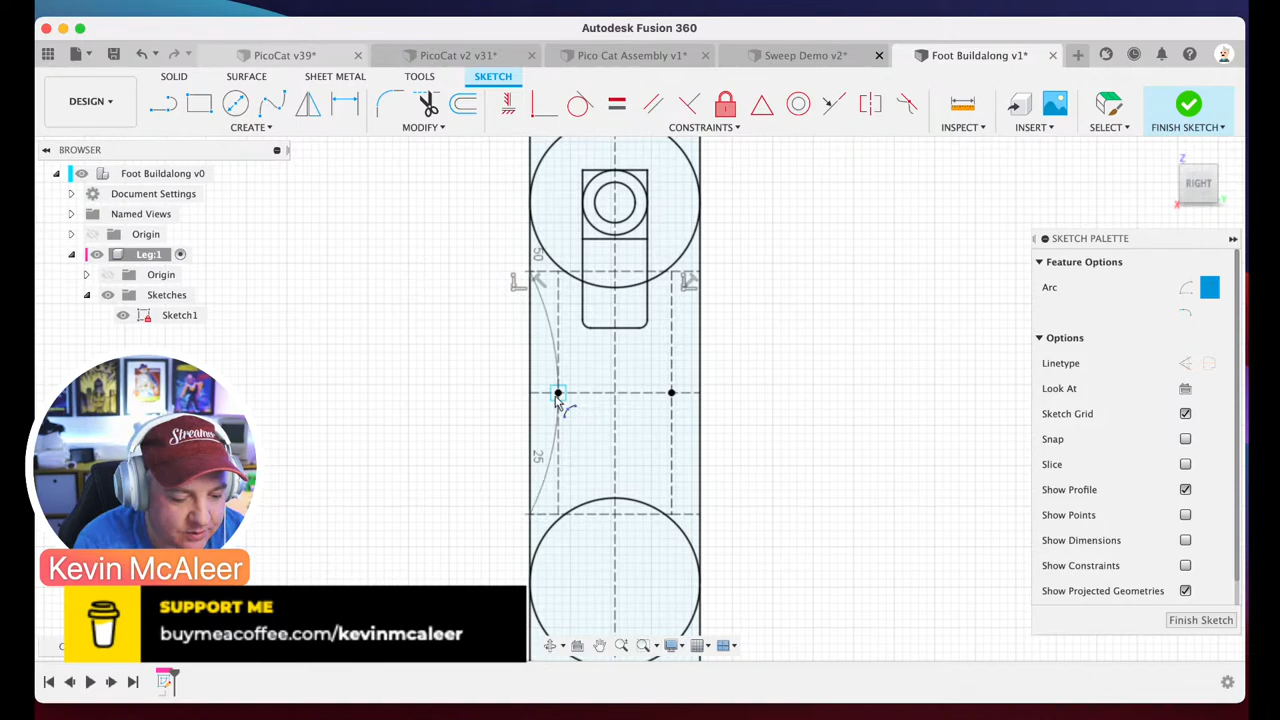 Autodesk Fusion 360
PicoCat v39*
PicoCat v2 v31*
Pico Cat Assembly v1*
Sweep Demo v2*
Foot Buildalong v1*
SOLID
SURFACE
SHEET METAL
TOOLS
SKETCH
DESIGN
CREATE
MODIFY
CONSTRAINTS
INSPECT
INSERT
SELECT
FINISH SKETCH
BROWSER
Foot Buildalong v0
Document Settings
Named Views
Origin
Leg:1
Origin
Sketches
Sketch1
50
25
Z
RIGHT
X
Y
SKETCH PALETTE
Feature Options
Arc
Options
Linetype
Look At
Sketch Grid
Snap
Slice
Show Profile
Show Points
Show Dimensions
Show Constraints
Show Projected Geometries
Finish Sketch
Streamer
Kevin McAleer
SUPPORT ME
buymeacoffee.com/kevinmcaleer